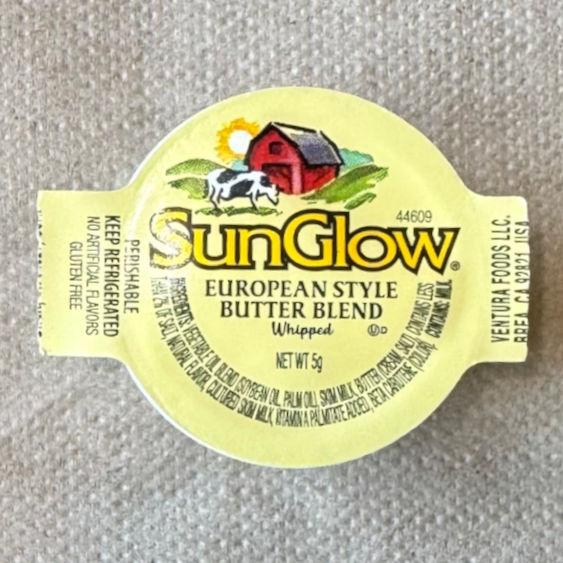 44609
SunGlow®
EUROPEAN STYLE
BUTTER BLEND
Whipped
ⓊD
NET WT 5g
INGREDIENTS: VEGETABLE OIL BLEND (SOYBEAN OIL, PALM OIL), SKIM MILK, BUTTER (CREAM, SALT), CONTAINS LESS
THAN 2% OF SALT, NATURAL FLAVOR, CULTURED SKIM MILK, VITAMIN A PALMITATE ADDED, BETA CAROTENE (COLOR). CONTAINS: MILK.
PERISHABLE
KEEP REFRIGERATED
NO ARTIFICIAL FLAVORS
GLUTEN FREE
VENTURA FOODS LLC.
BREA, CA 92821 USA